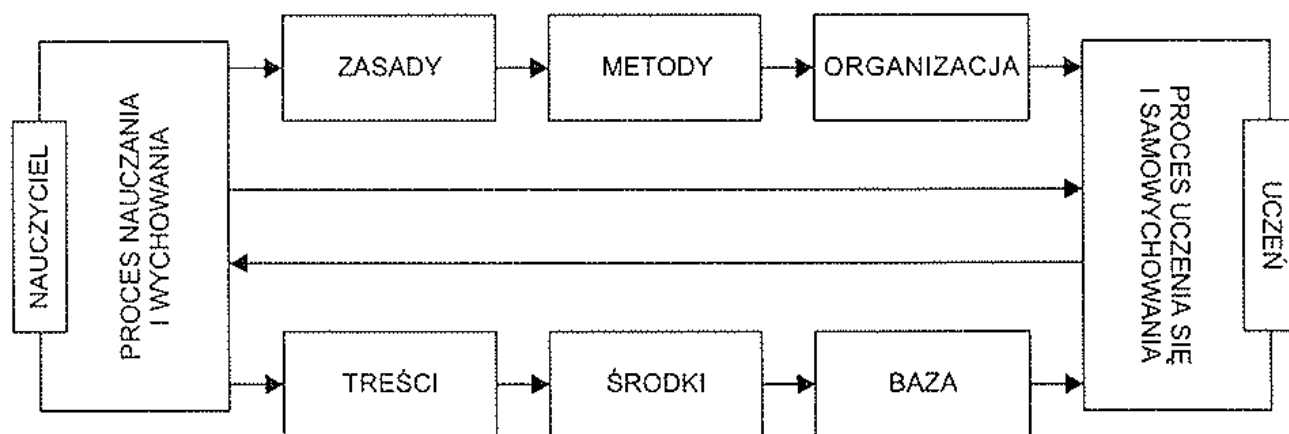 NAUCZYCIEL
PROCES NAUCZANIA
I WYCHOWANIA
ZASADY
METODY
ORGANIZACJA
TREŚCI
ŚRODKI
BAZA
PROCES UCZENIA SIĘ
I SAMOWYCHOWANIA
UCZEŃ